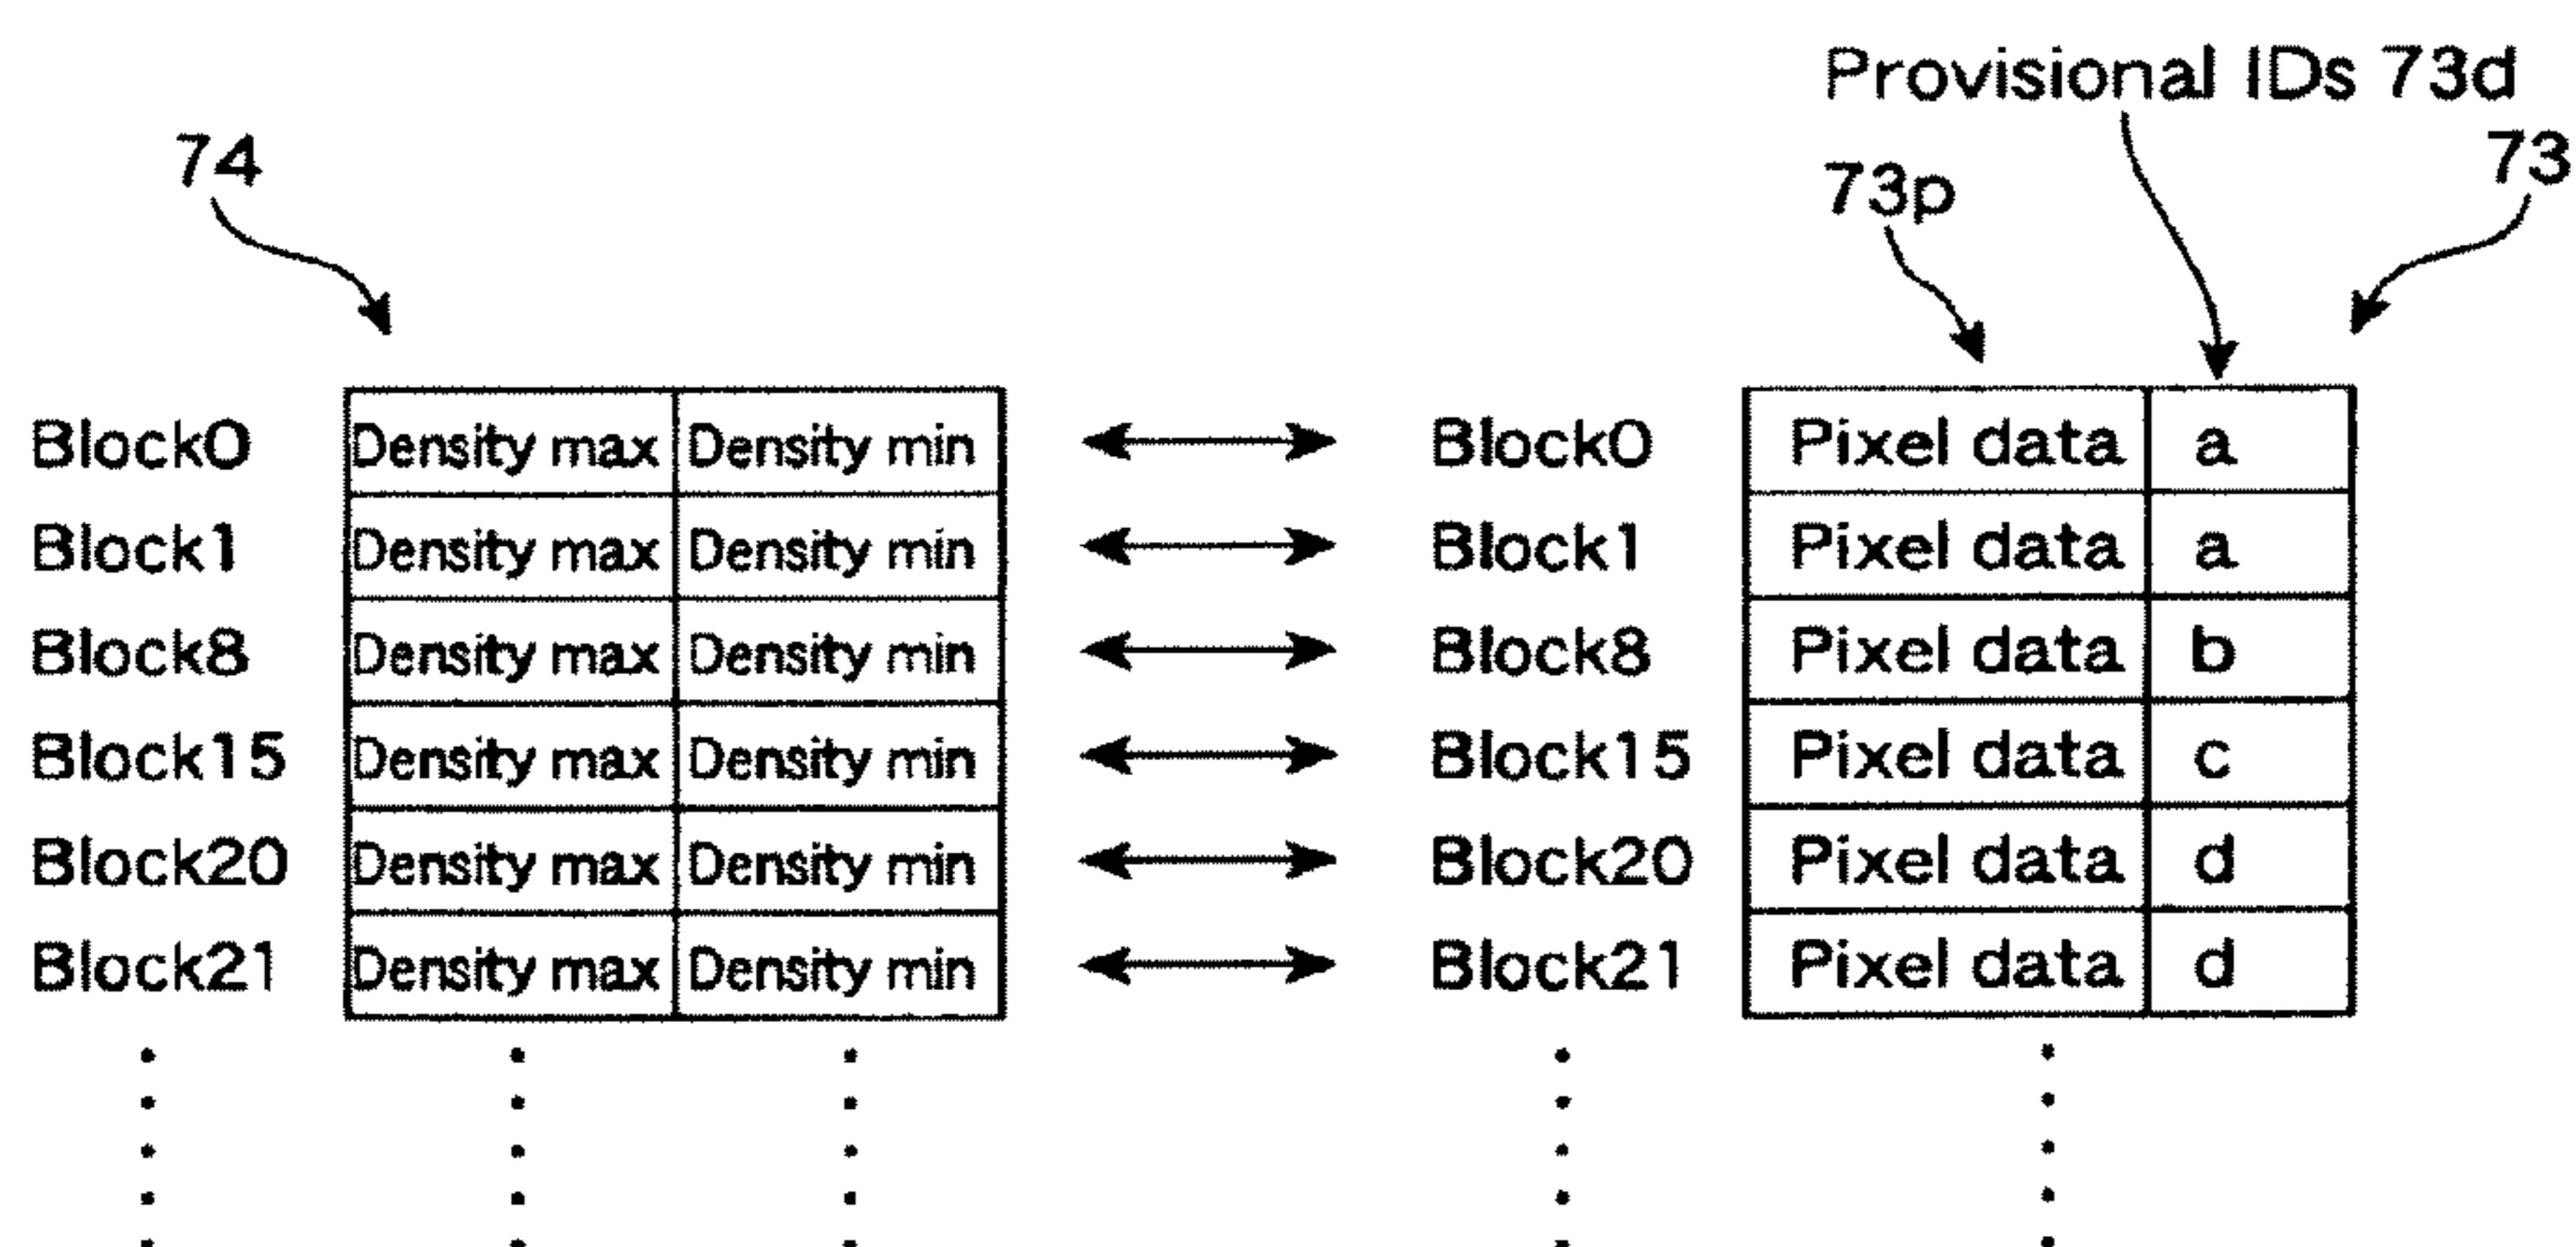 Provisional IDs 73d
74
73p
73
Block0 Density max Density min Block0 Pixel data a
Block1 Density max Density min Block1 Pixel data a
Block8 Density max Density min Block8 Pixel data b
Block15 Density max Density min Block15 Pixel data c
Block20 Density max Density min Block20 Pixel data d
Block21 Density max Density min Block21 Pixel data d